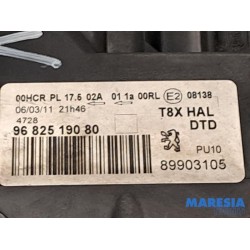 00HCR PL 17.5 02A 01 1a 00RL E2 08138
06/03/11 21h46
4728
T8X HAL
DTD
96 825 190 80
PU10
89903105
MARESIA